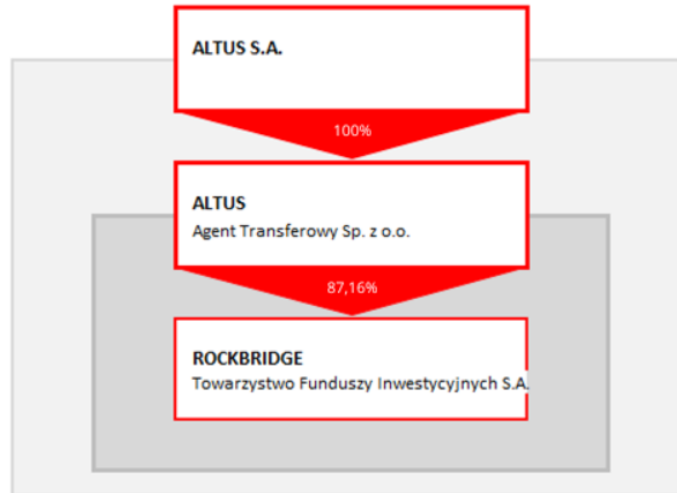 ALTUS S.A.
100%
ALTUS
Agent Transferowy Sp. z o.o.
87,16%
ROCKBRIDGE
Towarzystwo Funduszy Inwestycyjnych S.A.